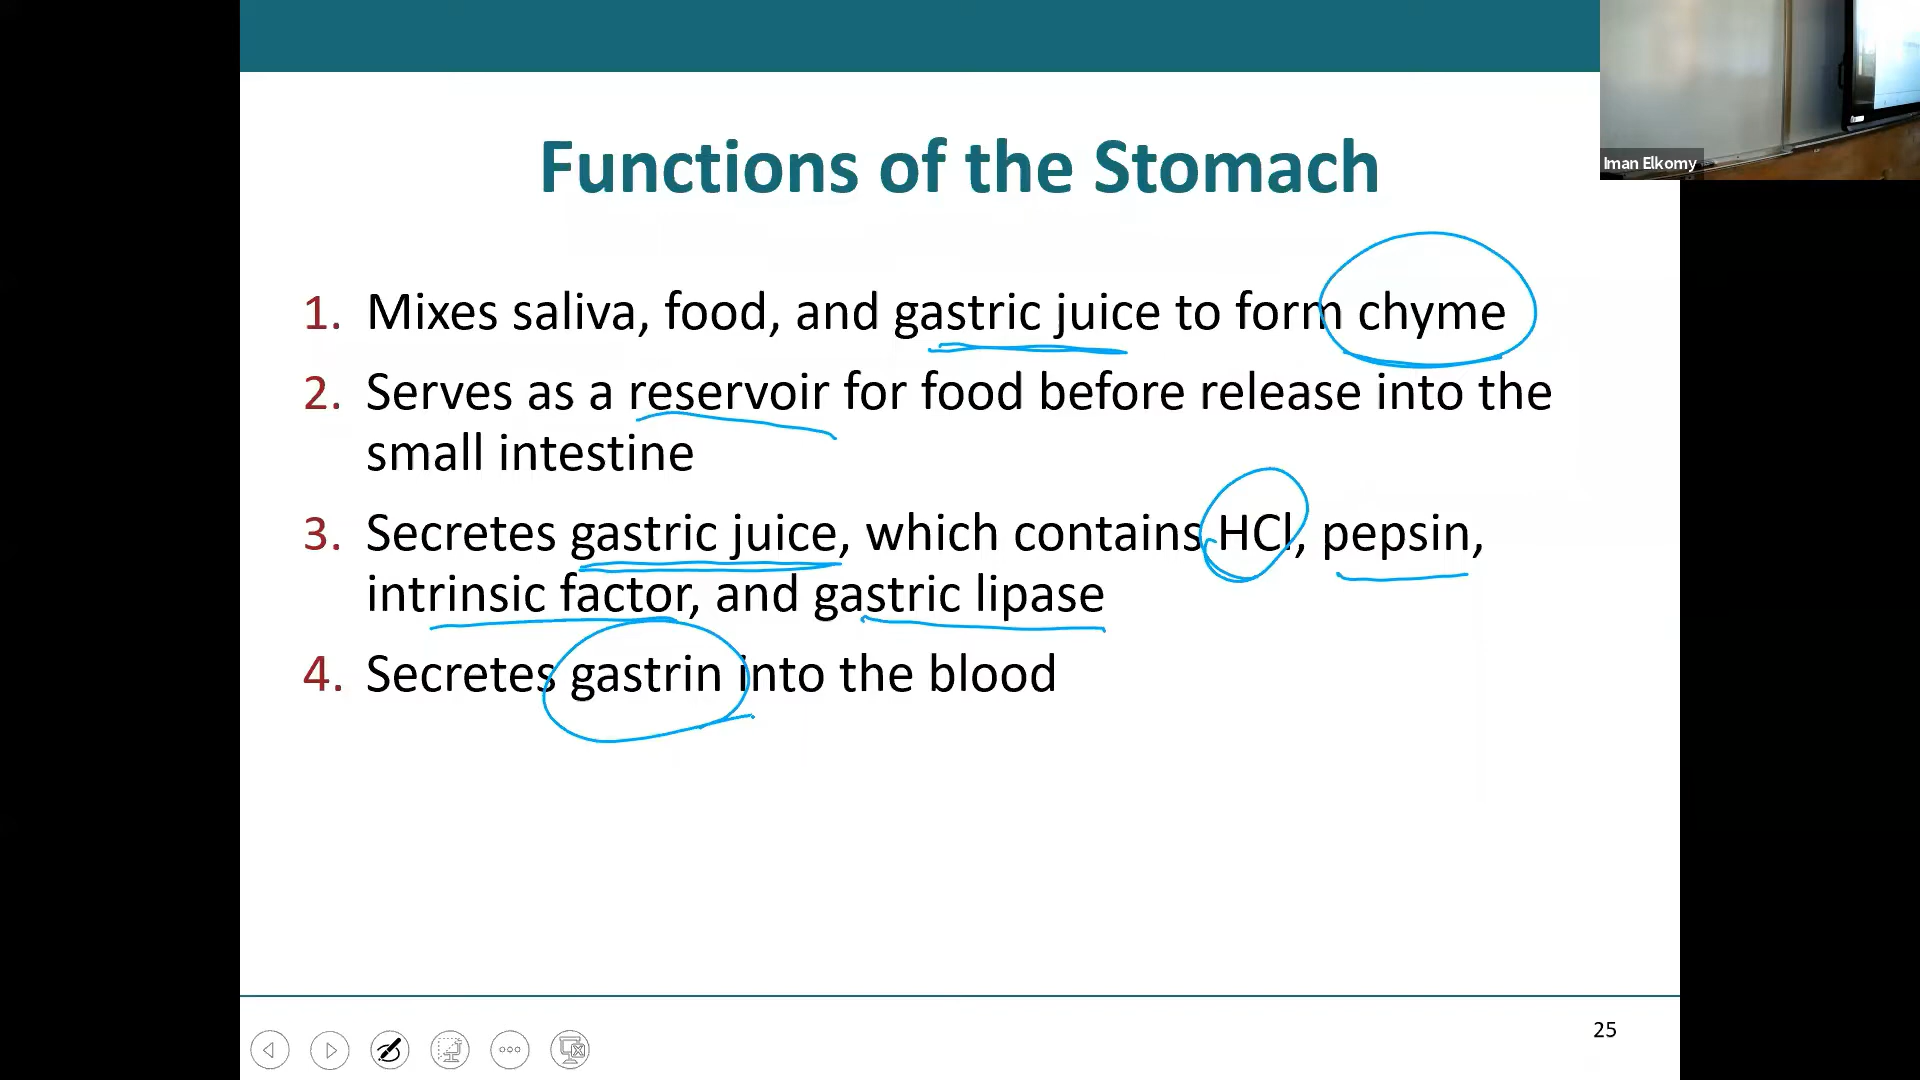 Iman Elkomy
Functions of the Stomach
1. Mixes saliva, food, and gastric juice to form chyme
2. Serves as a reservoir for food before release into the
small intestine
3. Secretes gastric juice, which contains HCl, pepsin,
intrinsic factor, and gastric lipase
4. Secretes gastrin into the blood
25